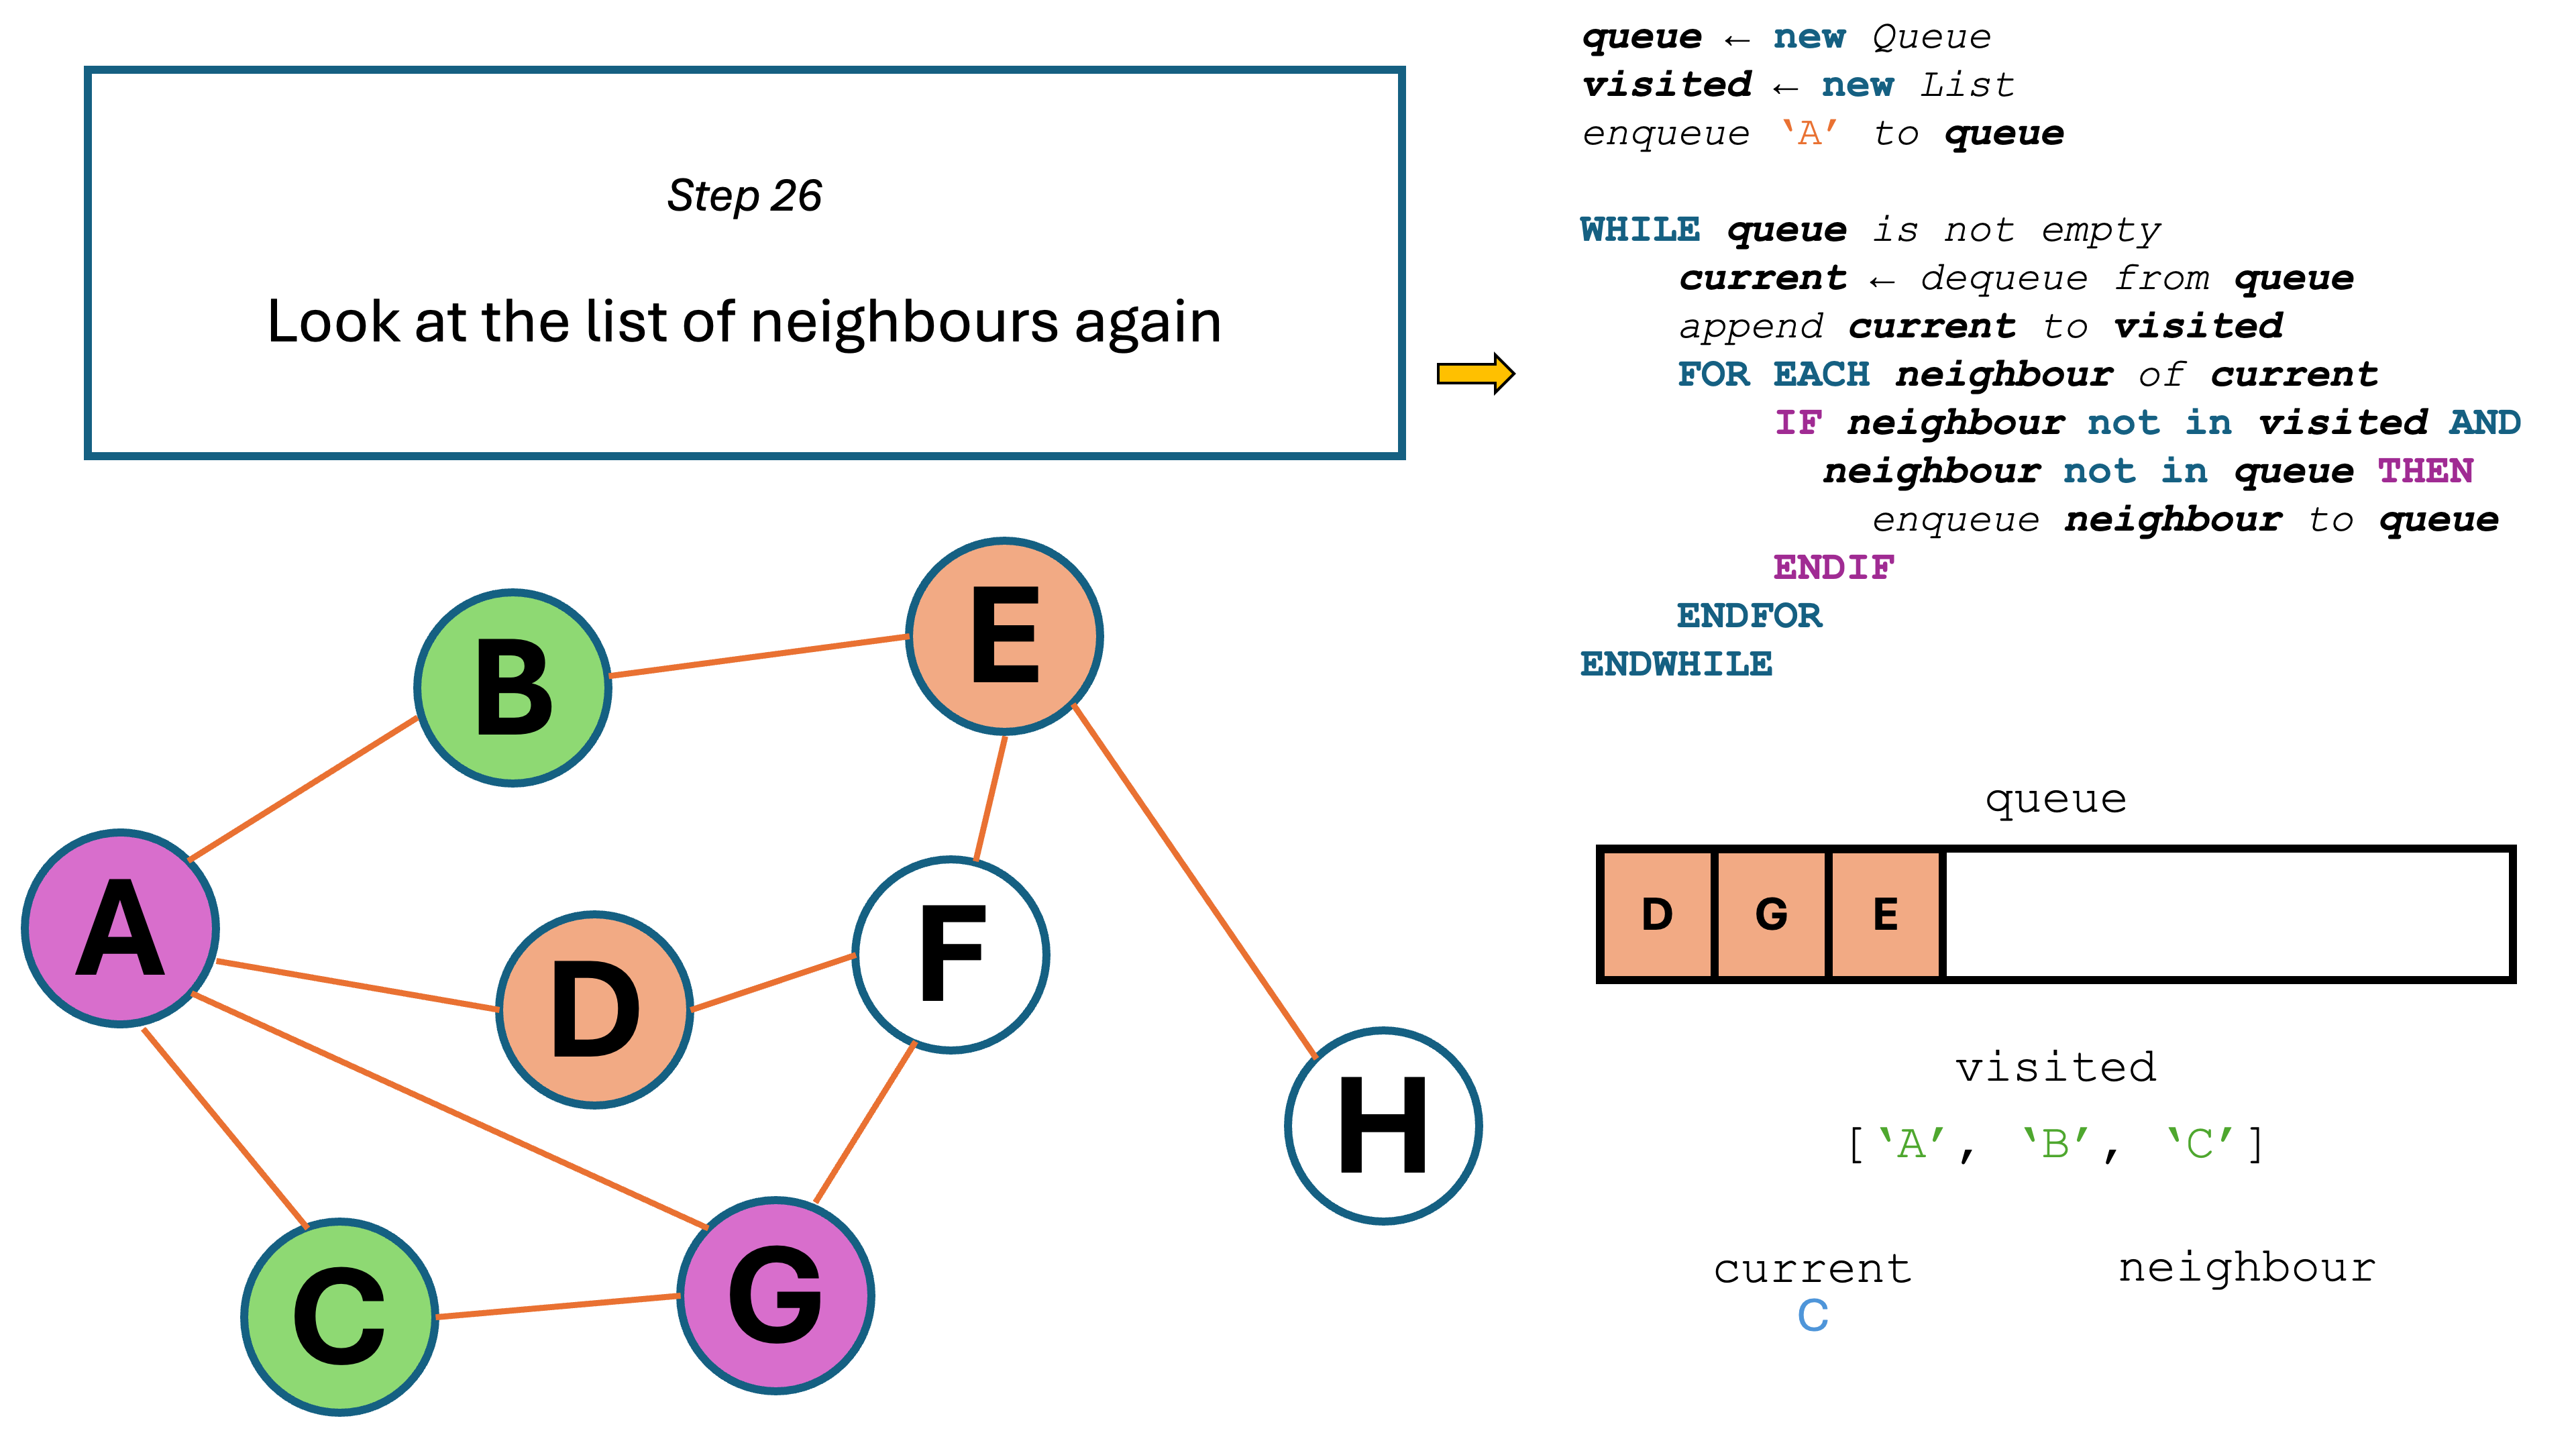 Step 26
Look at the list of neighbours again
queue ← new Queue
visited ← new List
enqueue ‘A’ to queue
WHILE queue is not empty
current ← dequeue from queue
append current to visited
FOR EACH neighbour of current
IF neighbour not in visited AND
neighbour not in queue THEN
enqueue neighbour to queue
ENDIF
ENDFOR
ENDWHILE
B
E
A
D
F
H
C
G
queue
D G E
visited
[‘A’, ‘B’, ‘C’]
current neighbour
C